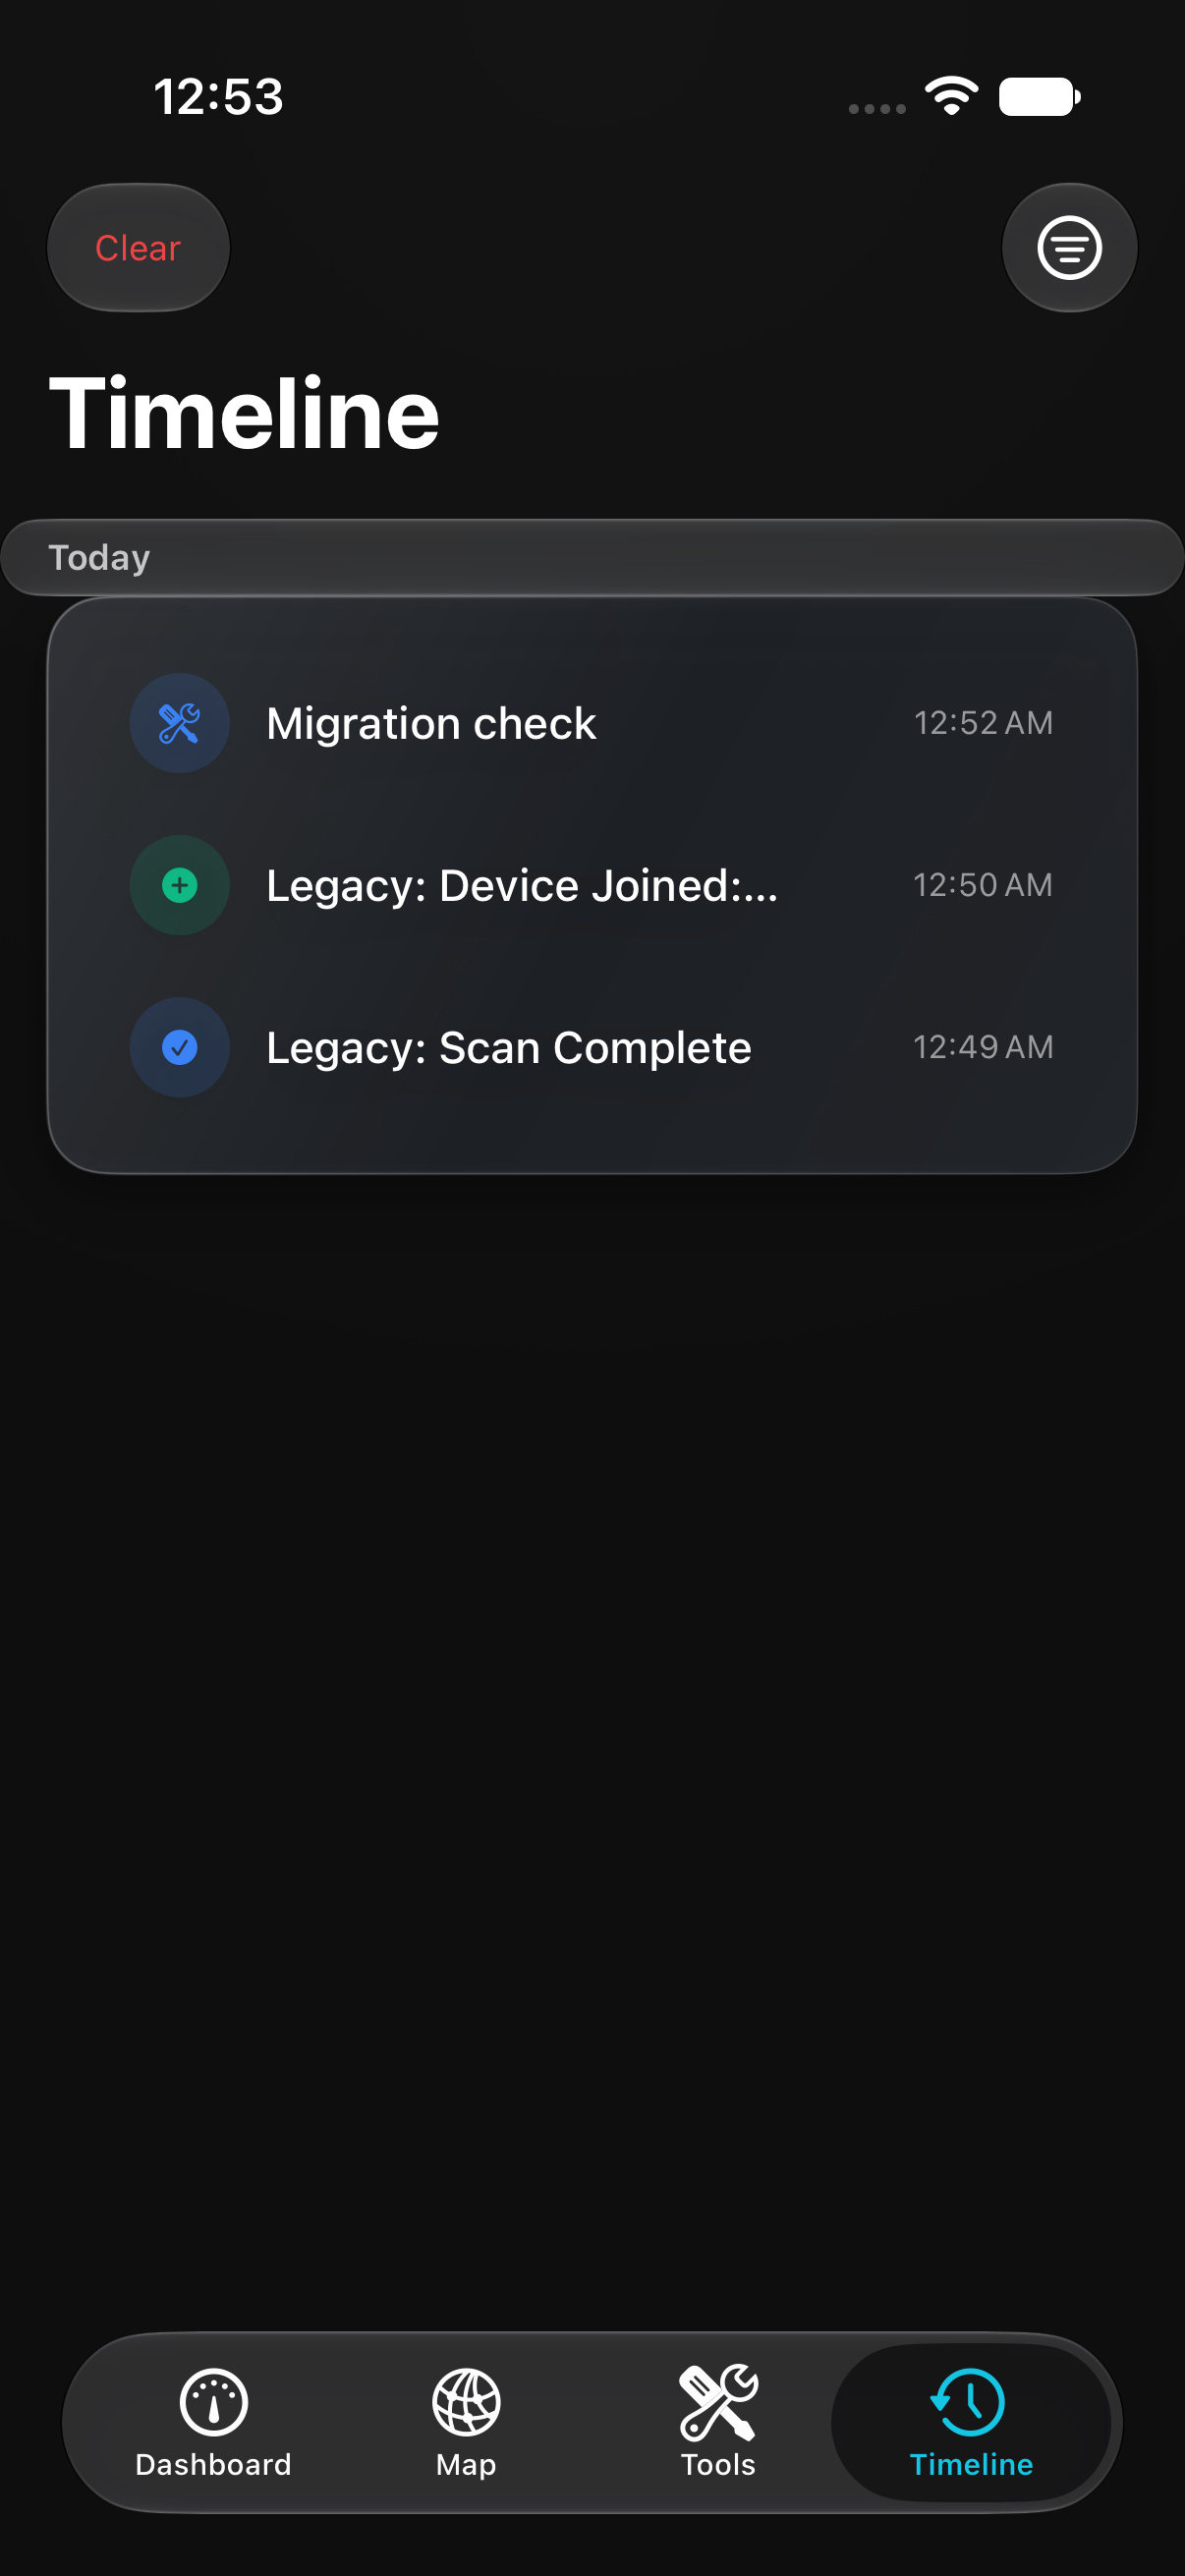 12:53
Clear
Timeline
Today
Migration check 12:52 AM
Legacy: Device Joined:... 12:50 AM
Legacy: Scan Complete 12:49 AM
Dashboard Map Tools Timeline